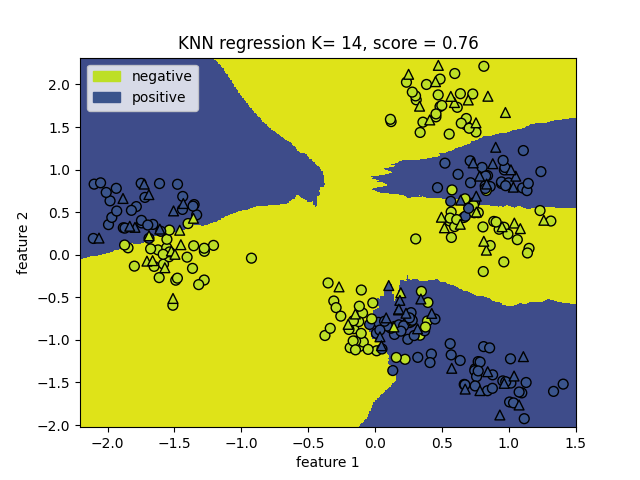 KNN regression K= 14, score = 0.76
negative
positive
2.0
1.5
1.0
0.5
0.0
−0.5
−1.0
−1.5
−2.0
feature 2
−2.0 −1.5 −1.0 −0.5 0.0 0.5 1.0 1.5
feature 1